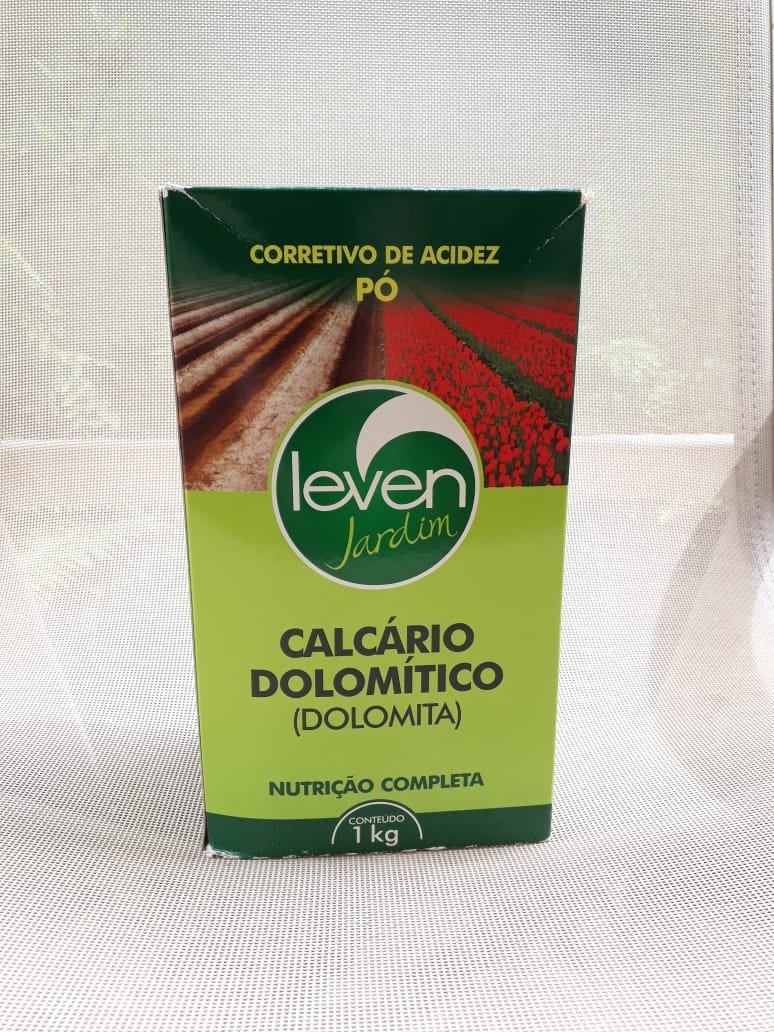 CORRETIVO DE ACIDEZ
PÓ
leven
Jardim
CALCÁRIO
DOLOMÍTICO
(DOLOMITA)
NUTRIÇÃO COMPLETA
CONTEÚDO
1 kg